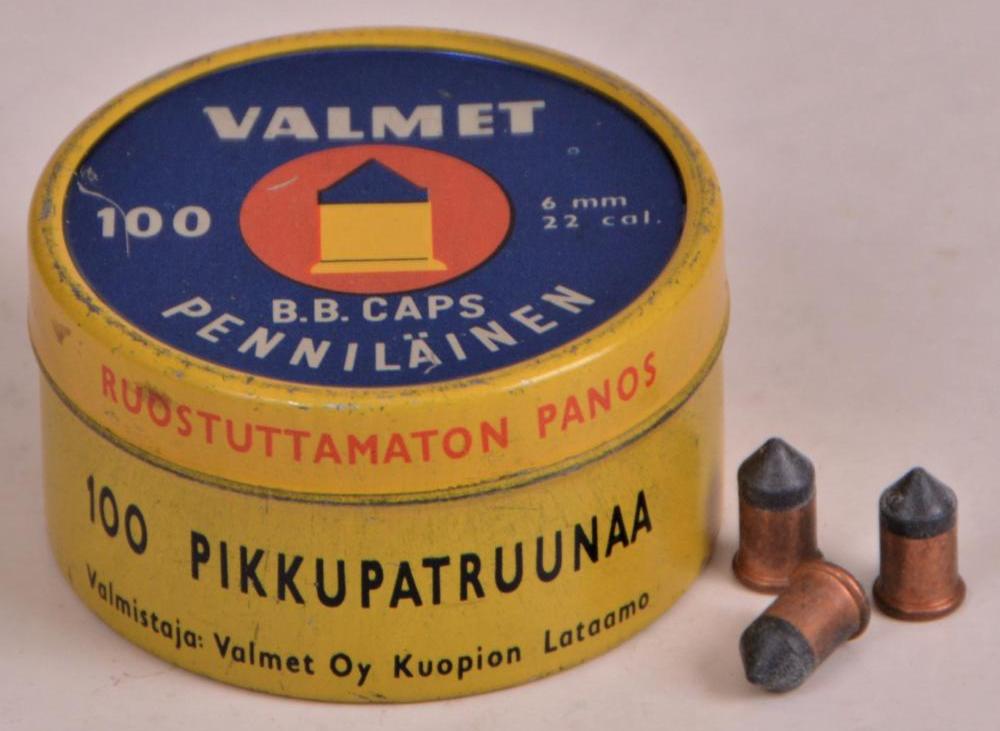 VALMET
100
6 mm
22 cal.
B.B. CAPS
PENNILÄINEN
RUOSTUTTAMATON PANOS
100 PIKKUPATRUUNAA
Valmistaja: Valmet Oy Kuopion Lataamo